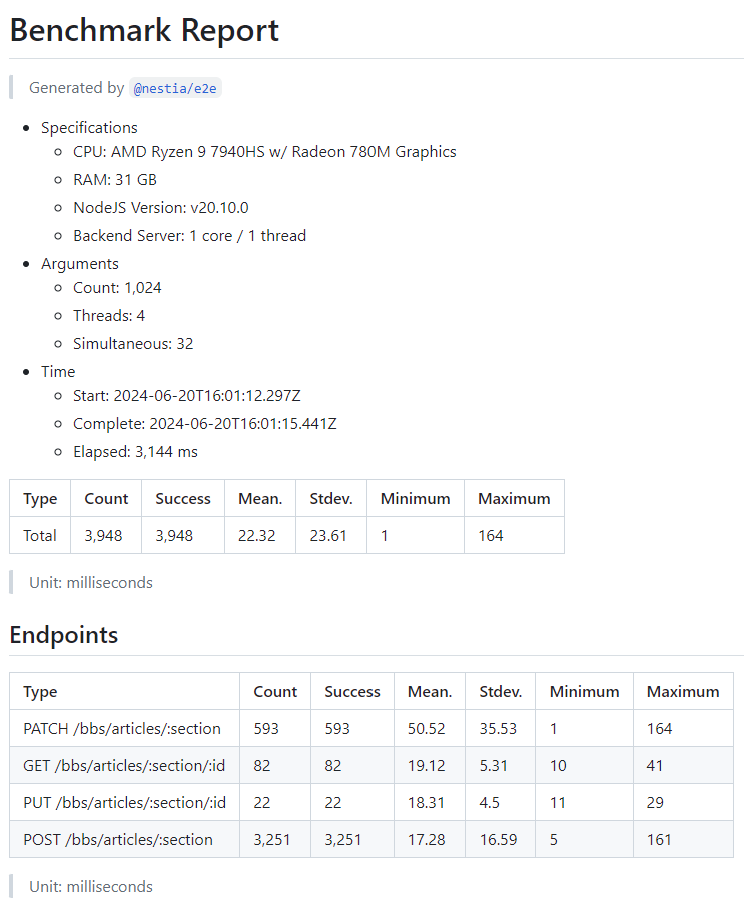 Benchmark Report
Generated by @nestia/e2e
Specifications
CPU: AMD Ryzen 9 7940HS w/ Radeon 780M Graphics
RAM: 31 GB
NodeJS Version: v20.10.0
Backend Server: 1 core / 1 thread
Arguments
Count: 1,024
Threads: 4
Simultaneous: 32
Time
Start: 2024-06-20T16:01:12.297Z
Complete: 2024-06-20T16:01:15.441Z
Elapsed: 3,144 ms
Type Count Success Mean. Stdev. Minimum Maximum
Total 3,948 3,948 22.32 23.61 1 164
Unit: milliseconds
Endpoints
Type Count Success Mean. Stdev. Minimum Maximum
PATCH /bbs/articles/:section 593 593 50.52 35.53 1 164
GET /bbs/articles/:section/:id 82 82 19.12 5.31 10 41
PUT /bbs/articles/:section/:id 22 22 18.31 4.5 11 29
POST /bbs/articles/:section 3,251 3,251 17.28 16.59 5 161
Unit: milliseconds